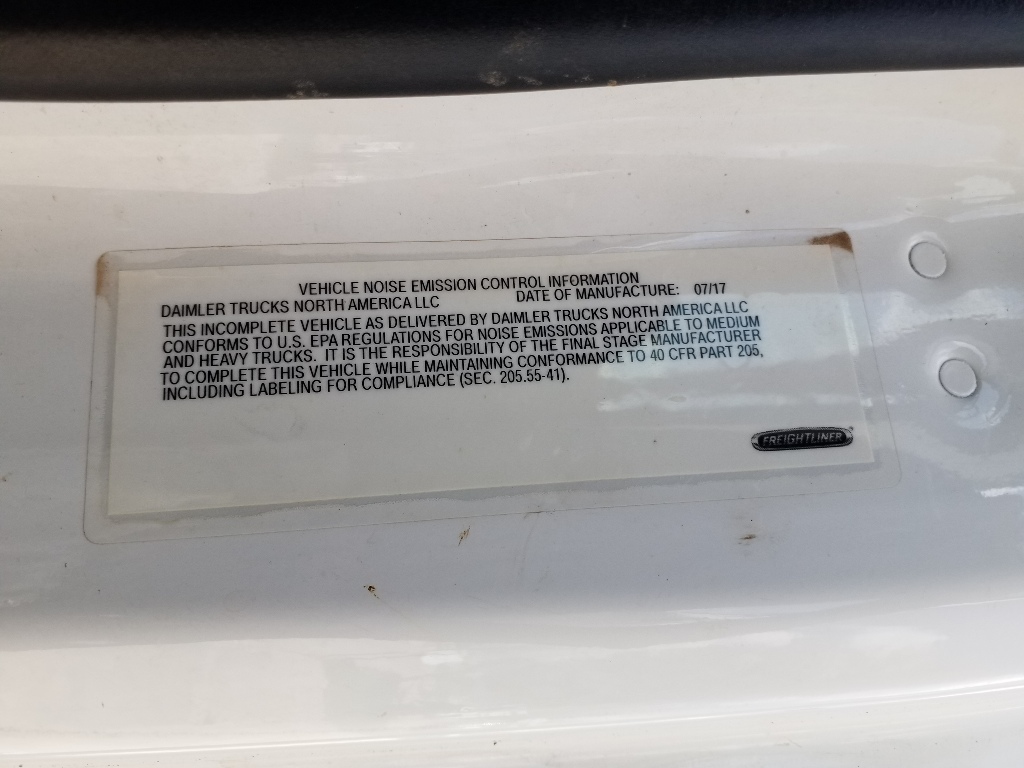 VEHICLE NOISE EMISSION CONTROL INFORMATION
DAIMLER TRUCKS NORTH AMERICA LLC DATE OF MANUFACTURE: 07/17
THIS INCOMPLETE VEHICLE AS DELIVERED BY DAIMLER TRUCKS NORTH AMERICA LLC
CONFORMS TO U.S. EPA REGULATIONS FOR NOISE EMISSIONS APPLICABLE TO MEDIUM
AND HEAVY TRUCKS. IT IS THE RESPONSIBILITY OF THE FINAL STAGE MANUFACTURER
TO COMPLETE THIS VEHICLE WHILE MAINTAINING CONFORMANCE TO 40 CFR PART 205,
INCLUDING LABELING FOR COMPLIANCE (SEC. 205.55-41).
FREIGHTLINER